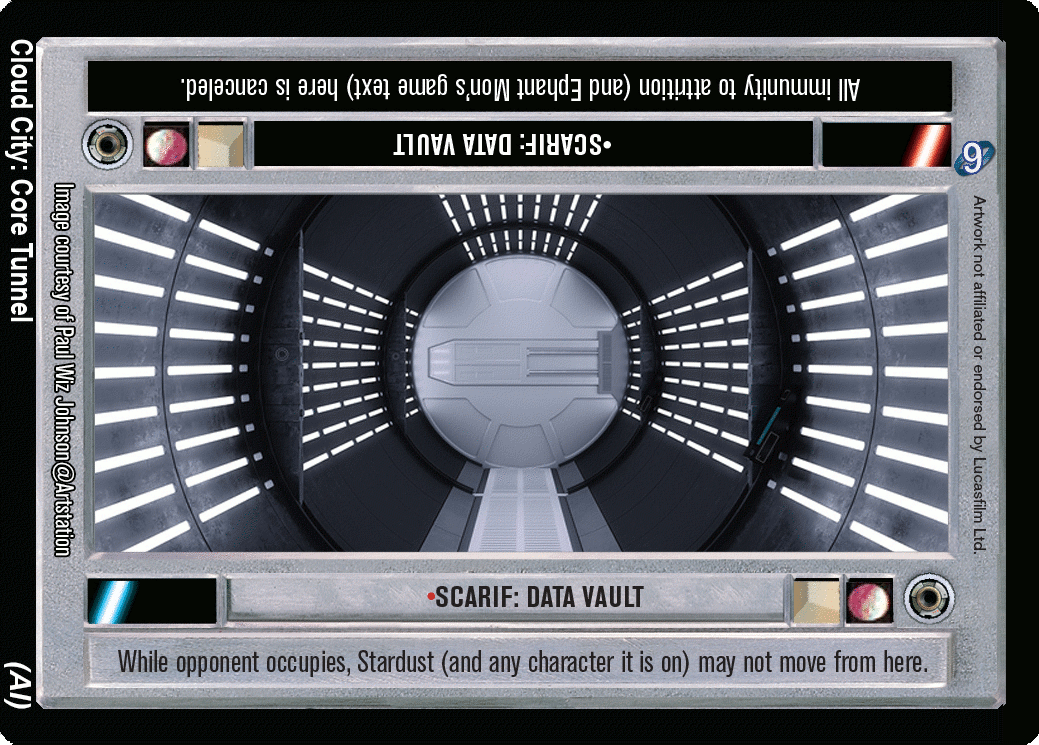 All immunity to attrition (and Ephant Mon's game text) here is canceled.
•SCARIF: DATA VAULT
9
Cloud City: Core Tunnel
(AI)
Image courtesy of Paul Wiz Johnson@Artstation
Artwork not affiliated or endorsed by Lucasfilm Ltd.
•SCARIF: DATA VAULT
While opponent occupies, Stardust (and any character it is on) may not move from here.